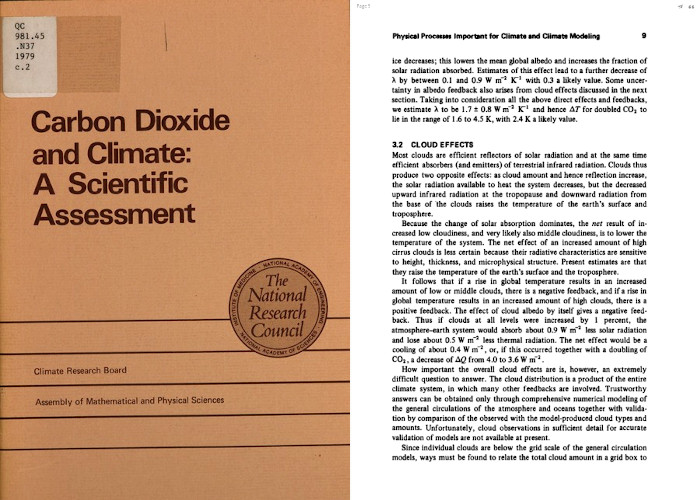 QC
981.45
.N37
1979
c.2
Carbon Dioxide
and Climate:
A Scientific
Assessment
NATIONAL ACADEMY OF ENGINEERING
INSTITUTE OF MEDICINE
The
National
Research
Council
NATIONAL ACADEMY OF SCIENCES
Climate Research Board
Assembly of Mathematical and Physical Sciences
Physical Processes Important for Climate and Climate Modeling 9
ice decreases; this lowers the mean global albedo and increases the fraction of
solar radiation absorbed. Estimates of this effect lead to a further decrease of
λ by between 0.1 and 0.9 W m⁻² K⁻¹ with 0.3 a likely value. Some uncer-
tainty in albedo feedback also arises from cloud effects discussed in the next
section. Taking into consideration all the above direct effects and feedbacks,
we estimate λ to be 1.7 ± 0.8 W m⁻² K⁻¹ and hence ΔT for doubled CO₂ to
lie in the range of 1.6 to 4.5 K, with 2.4 K a likely value.
3.2 CLOUD EFFECTS
Most clouds are efficient reflectors of solar radiation and at the same time
efficient absorbers (and emitters) of terrestrial infrared radiation. Clouds thus
produce two opposite effects: as cloud amount and hence reflection increase,
the solar radiation available to heat the system decreases, but the decreased
upward infrared radiation at the tropopause and downward radiation from
the base of the clouds raises the temperature of the earth's surface and
troposphere.
Because the change of solar absorption dominates, the net result of in-
creased low cloudiness, and very likely also middle cloudiness, is to lower the
temperature of the system. The net effect of an increased amount of high
cirrus clouds is less certain because their radiative characteristics are sensitive
to height, thickness, and microphysical structure. Present estimates are that
they raise the temperature of the earth's surface and the troposphere.
It follows that if a rise in global temperature results in an increased
amount of low or middle clouds, there is a negative feedback, and if a rise in
global temperature results in an increased amount of high clouds, there is a
positive feedback. The effect of cloud albedo by itself gives a negative feed-
back. Thus if clouds at all levels were increased by 1 percent, the
atmosphere-earth system would absorb about 0.9 W m⁻² less solar radiation
and lose about 0.5 W m⁻² less thermal radiation. The net effect would be a
cooling of about 0.4 W m⁻², or, if this occurred together with a doubling of
CO₂, a decrease of ΔQ from 4.0 to 3.6 W m⁻².
How important the overall cloud effects are is, however, an extremely
difficult question to answer. The cloud distribution is a product of the entire
climate system, in which many other feedbacks are involved. Trustworthy
answers can be obtained only through comprehensive numerical modeling of
the general circulations of the atmosphere and oceans together with valida-
tion by comparison of the observed with the model-produced cloud types and
amounts. Unfortunately, cloud observations in sufficient detail for accurate
validation of models are not available at present.
Since individual clouds are below the grid scale of the general circulation
models, ways must be found to relate the total cloud amount in a grid box to